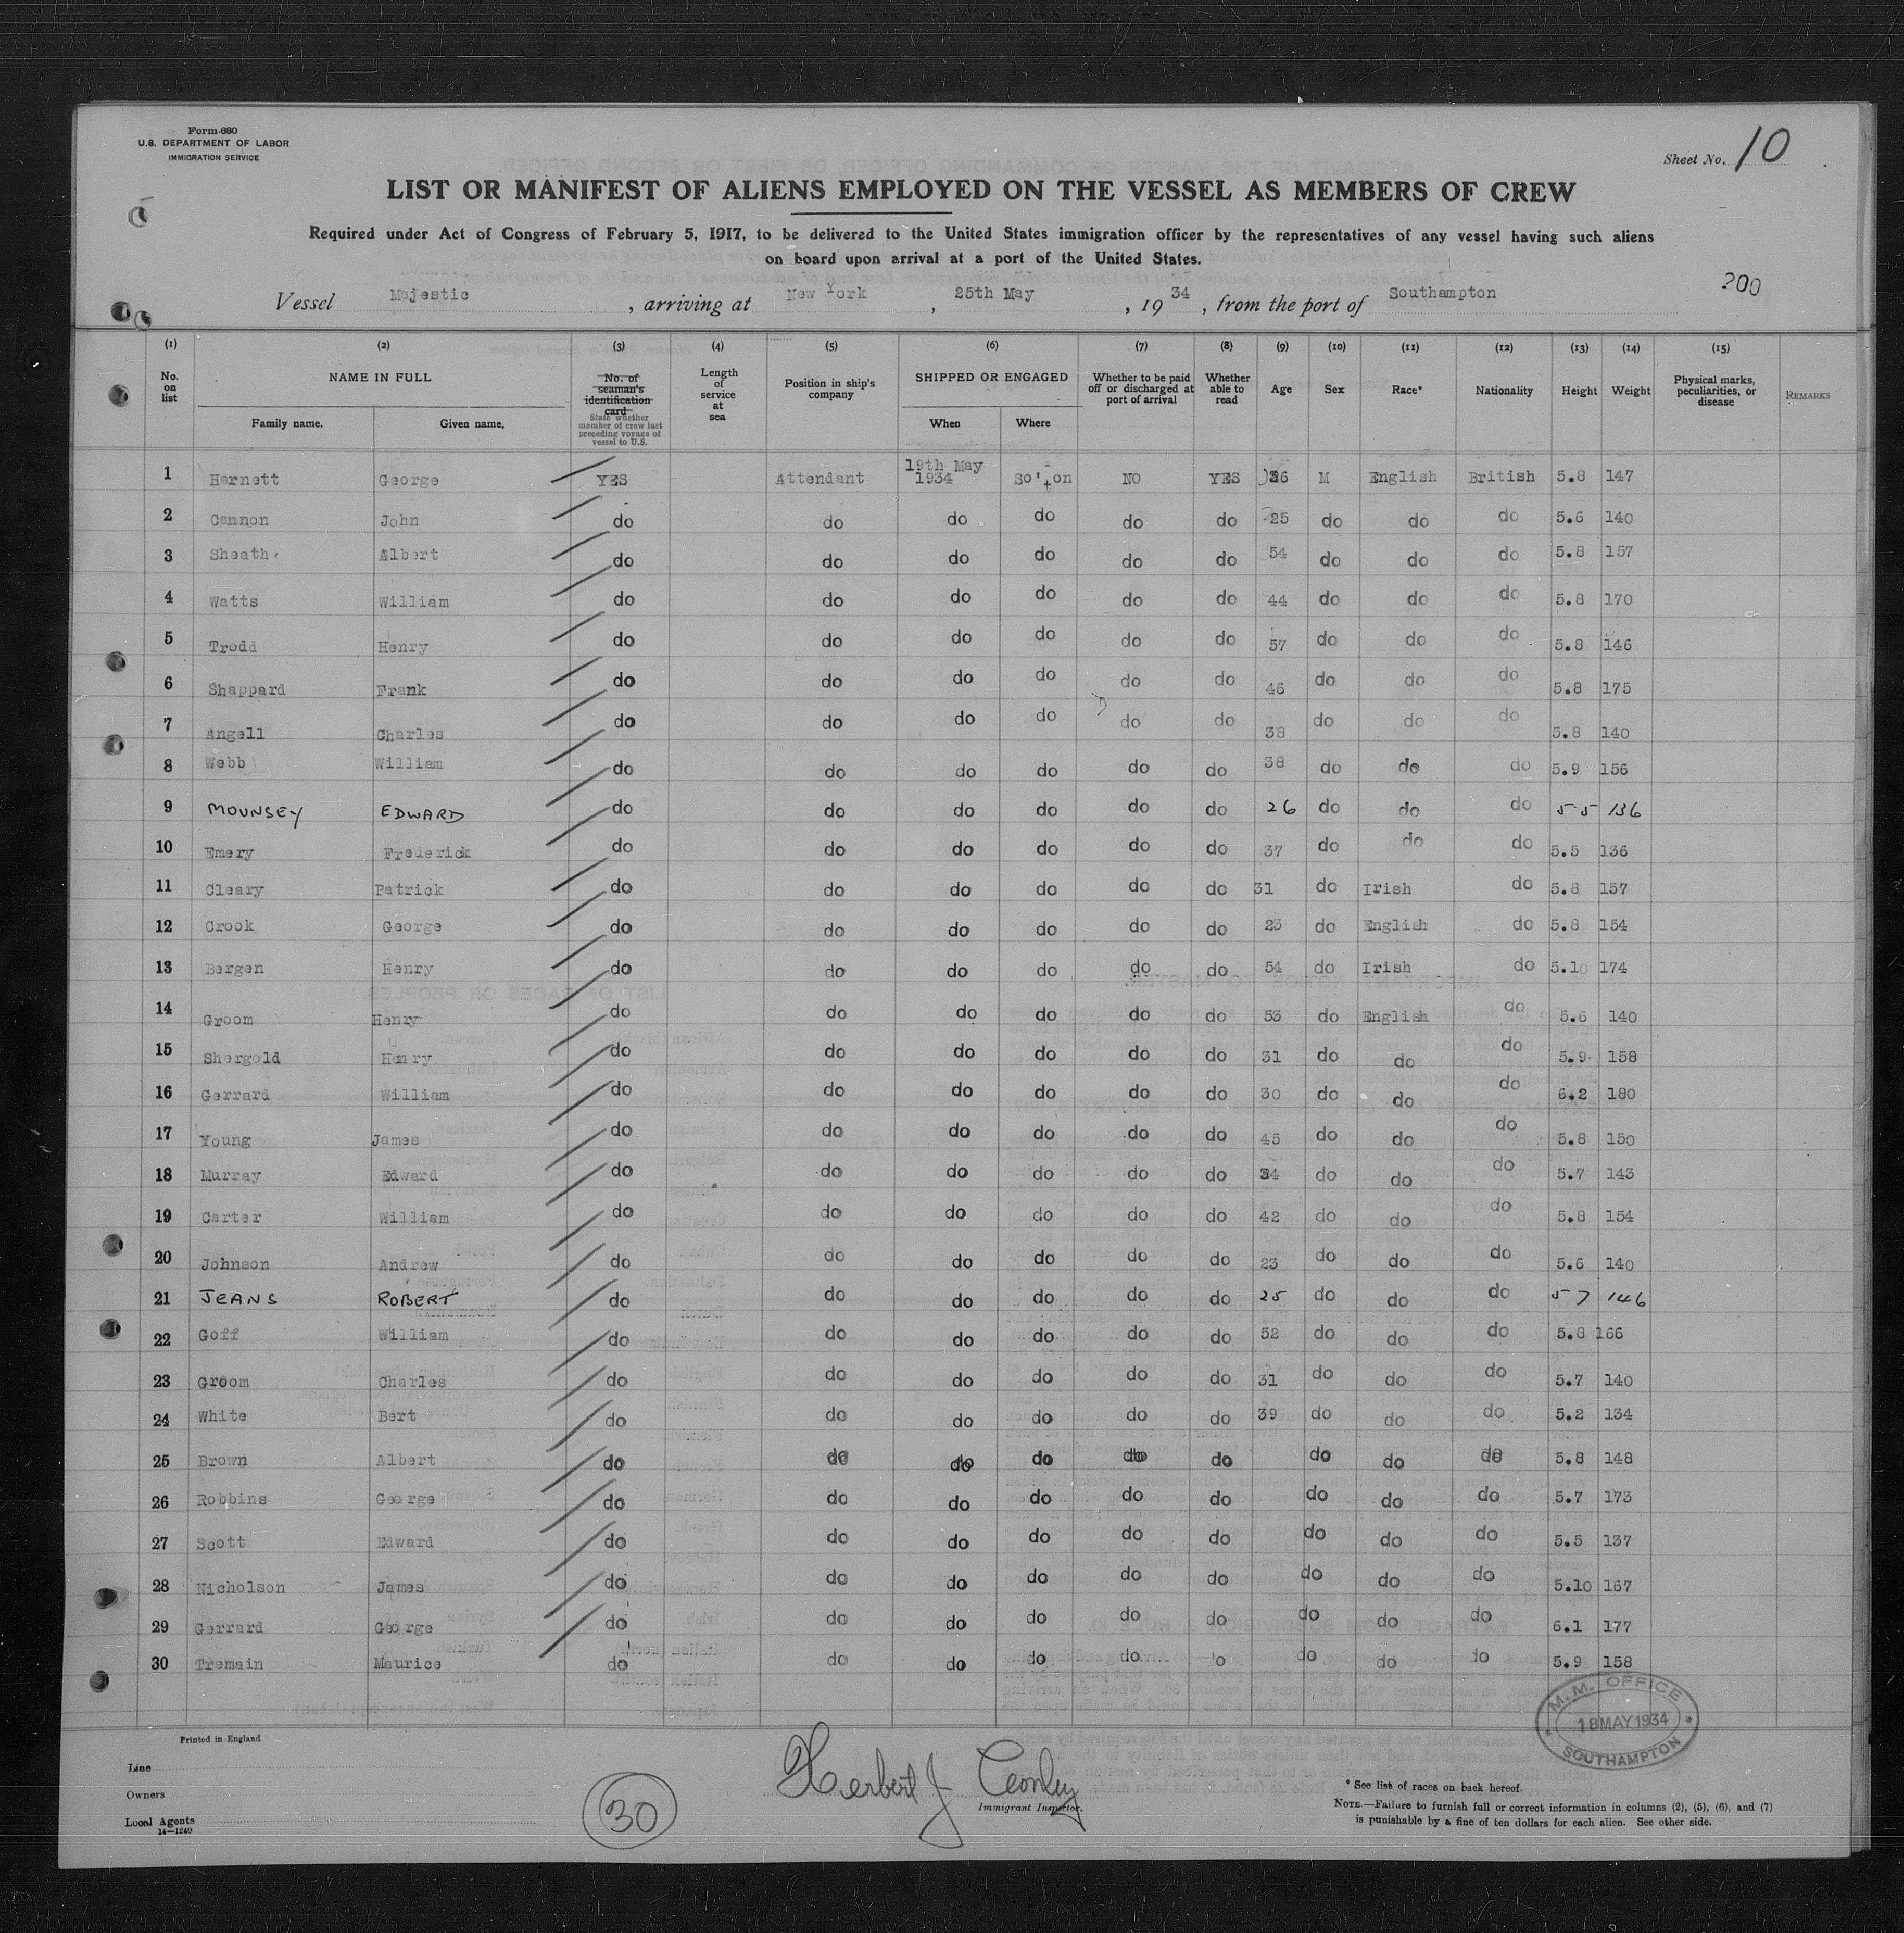 Form 680
U.S. DEPARTMENT OF LABOR
IMMIGRATION SERVICE
Sheet No. 10
LIST OR MANIFEST OF ALIENS EMPLOYED ON THE VESSEL AS MEMBERS OF CREW
Required under Act of Congress of February 5, 1917, to be delivered to the United States immigration officer by the representatives of any vessel having such aliens
on board upon arrival at a port of the United States.
200
Vessel Majestic, arriving at New York, 25th May, 1934, from the port of Southampton
(1) (2) (3) (4) (5) (6) (7) (8) (9) (10) (11) (12) (13) (14) (15)
No. on list NAME IN FULL Family name. Given name. No. of seaman's identification card State whether member of crew last preceding voyage of vessel to U.S. Length of service at sea Position in ship's company SHIPPED OR ENGAGED When Where Whether to be paid off or discharged at port of arrival Whether able to read Age Sex Race* Nationality Height Weight Physical marks, peculiarities, or disease REMARKS
1 Harnett George YES Attendant 19th May 1934 So'ton NO YES 36 M English British 5.8 147
2 Cannon John do do do do do do 25 do do do 5.6 140
3 Sheath Albert do do do do do do 54 do do do 5.8 157
4 Watts William do do do do do do 44 do do do 5.8 170
5 Trodd Henry do do do do do do 57 do do do 5.8 146
6 Shappard Frank do do do do do do 46 do do do 5.8 175
7 Angell Charles do do do do do do 38 do do do 5.8 140
8 Webb William do do do do do do 38 do do do 5.9 156
9 MOUNSEY EDWARD do do do do do do 26 do do do 5-5 136
10 Emery Frederick do do do do do do 37 do do do 5.5 136
11 Cleary Patrick do do do do do do 31 do Irish do 5.8 157
12 Crook George do do do do do do 23 do English do 5.8 154
13 Bergen Henry do do do do do do 54 do Irish do 5.10 174
14 Groom Henry do do do do do do 53 do English do 5.6 140
15 Shergold Henry do do do do do do 31 do do do 5.9 158
16 Gerrard William do do do do do do 30 do do do 6.2 180
17 Young James do do do do do do 45 do do do 5.8 150
18 Murray Edward do do do do do do 34 do do do 5.7 143
19 Carter William do do do do do do 42 do do do 5.8 154
20 Johnson Andrew do do do do do do 23 do do do 5.6 140
21 JEANS ROBERT do do do do do do 25 do do do 5 7 146
22 Goff William do do do do do do 52 do do do 5.8 166
23 Groom Charles do do do do do do 31 do do do 5.7 140
24 White Bert do do do do do do 39 do do do 5.2 134
25 Brown Albert do do do do do do do do do 5.8 148
26 Robbins George do do do do do do do do do 5.7 173
27 Scott Edward do do do do do do do do do 5.5 137
28 Nicholson James do do do do do do do do do 5.10 167
29 Gerrard George do do do do do do do do do 6.1 177
30 Tremain Maurice do do do do do do do do do 5.9 158
M.M. OFFICE
18 MAY 1934
SOUTHAMPTON
Printed in England.
Line
Owners
Local Agents
14—1240
30
Herbert J Conley
Immigrant Inspector.
* See list of races on back hereof.
NOTE.—Failure to furnish full or correct information in columns (2), (5), (6), and (7)
is punishable by a fine of ten dollars for each alien. See other side.